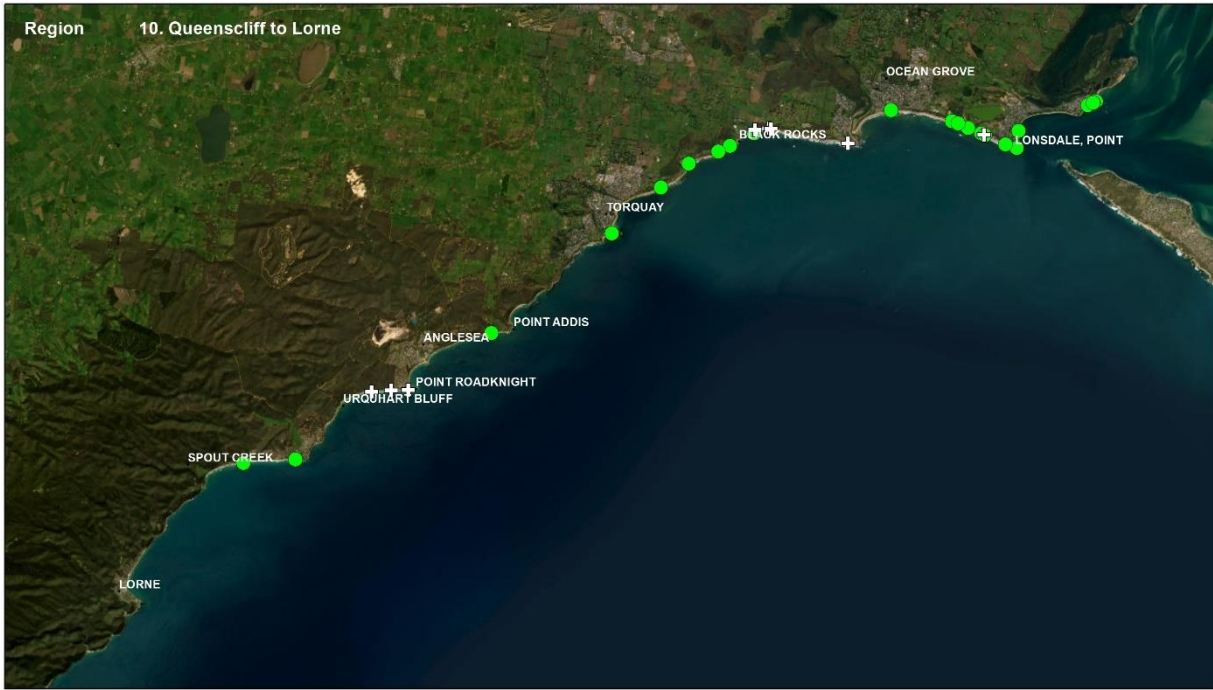 Region 10. Queenscliff to Lorne
OCEAN GROVE
BLACK ROCKS
LONSDALE, POINT
TORQUAY
POINT ADDIS
ANGLESEA
POINT ROADKNIGHT
URQUHART BLUFF
SPOUT CREEK
LORNE